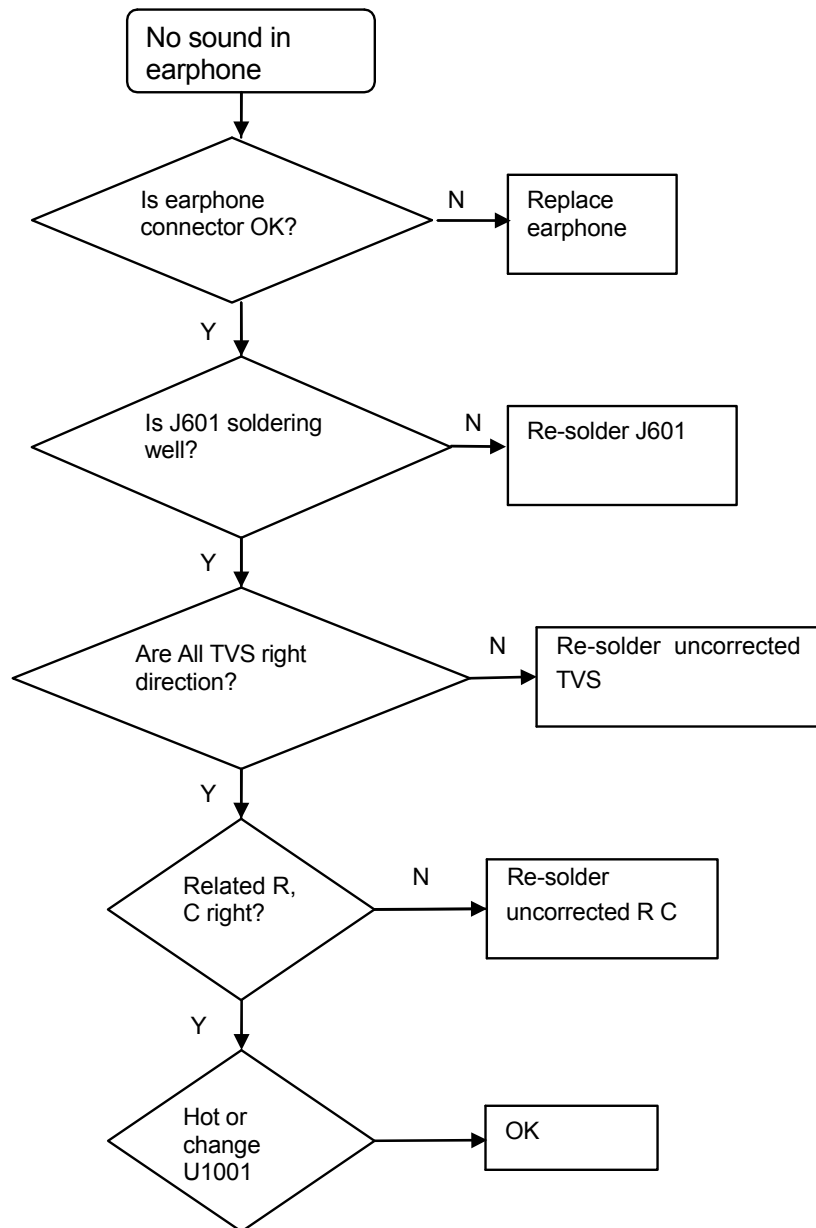 No sound in
earphone
Is earphone
connector OK?
N
Replace
earphone
Y
Is J601 soldering
well?
N
Re-solder J601
Y
Are All TVS right
direction?
N
Re-solder uncorrected
TVS
Y
Related R,
C right?
N
Re-solder
uncorrected R C
Y
Hot or
change
U1001
OK